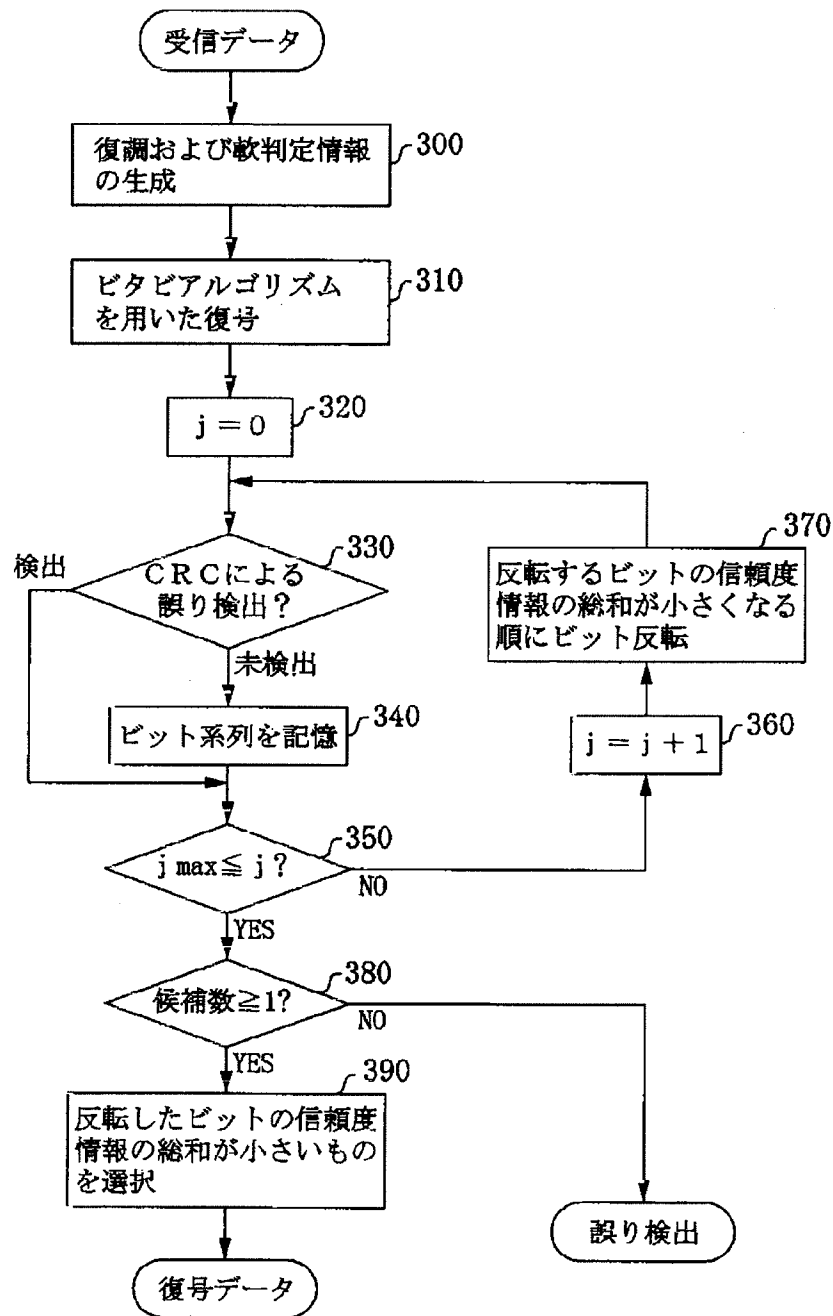 受信データ
復調および軟判定情報
の生成
300
ビタビアルゴリズム
を用いた復号
310
j=0
320
検出
CRCによる
誤り検出?
330
未検出
ビット系列を記憶
340
j max≦j?
350
NO
YES
j=j+1
360
反転するビットの信頼度
情報の総和が小さくなる
順にビット反転
370
候補数≧1?
380
NO
YES
反転したビットの信頼度
情報の総和が小さいもの
を選択
390
復号データ
誤り検出